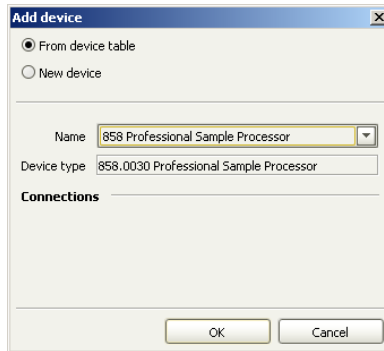 Add device
From device table
New device
Name 858 Professional Sample Processor
Device type 858.0030 Professional Sample Processor
Connections
OK Cancel